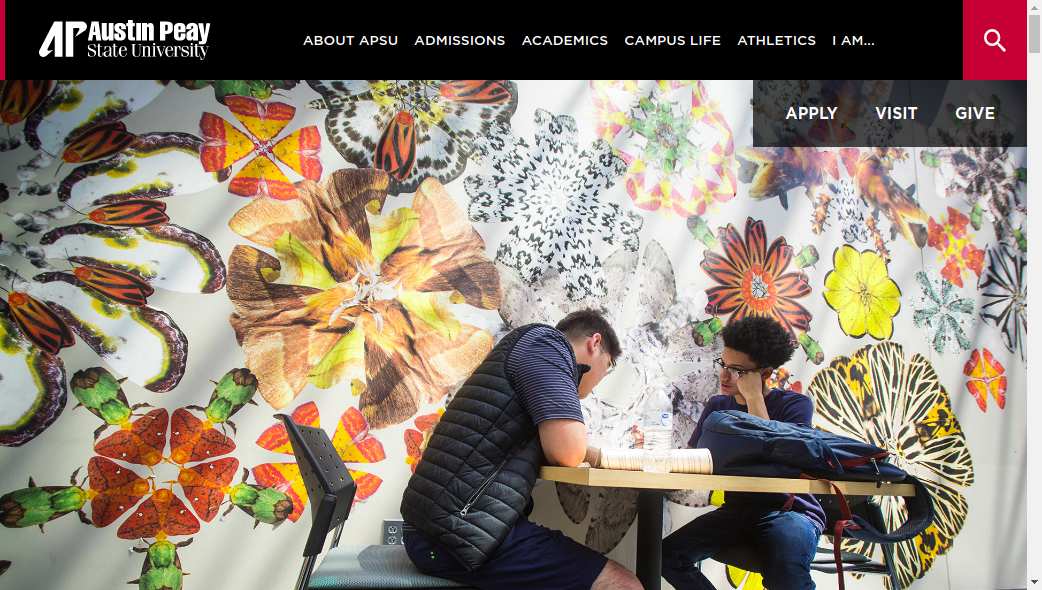 AP Austin Peay
State University
ABOUT APSU ADMISSIONS ACADEMICS CAMPUS LIFE ATHLETICS I AM...
APPLY VISIT GIVE